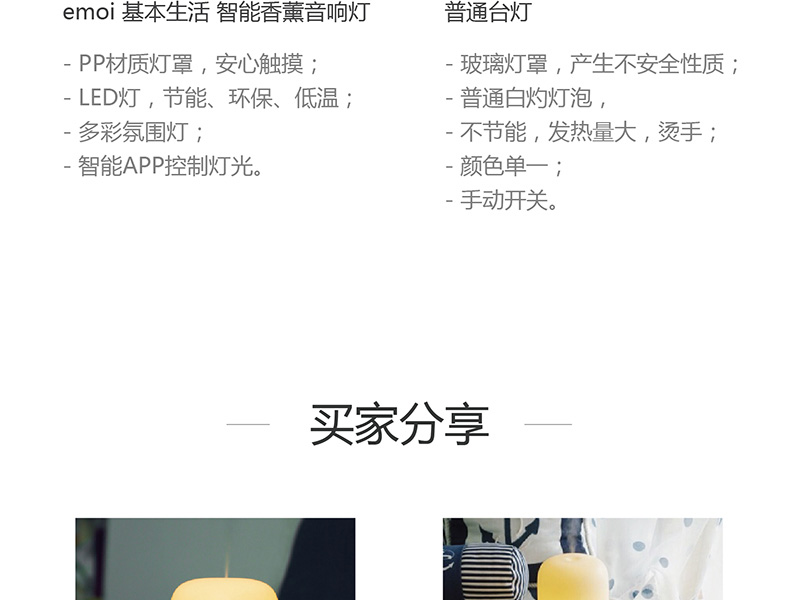 emoi 基本生活 智能香薰音响灯
- PP材质灯罩，安心触摸；
- LED灯，节能、环保、低温；
- 多彩氛围灯；
- 智能APP控制灯光。
普通台灯
- 玻璃灯罩，产生不安全性质；
- 普通白灼灯泡，
- 不节能，发热量大，烫手；
- 颜色单一；
- 手动开关。
买家分享